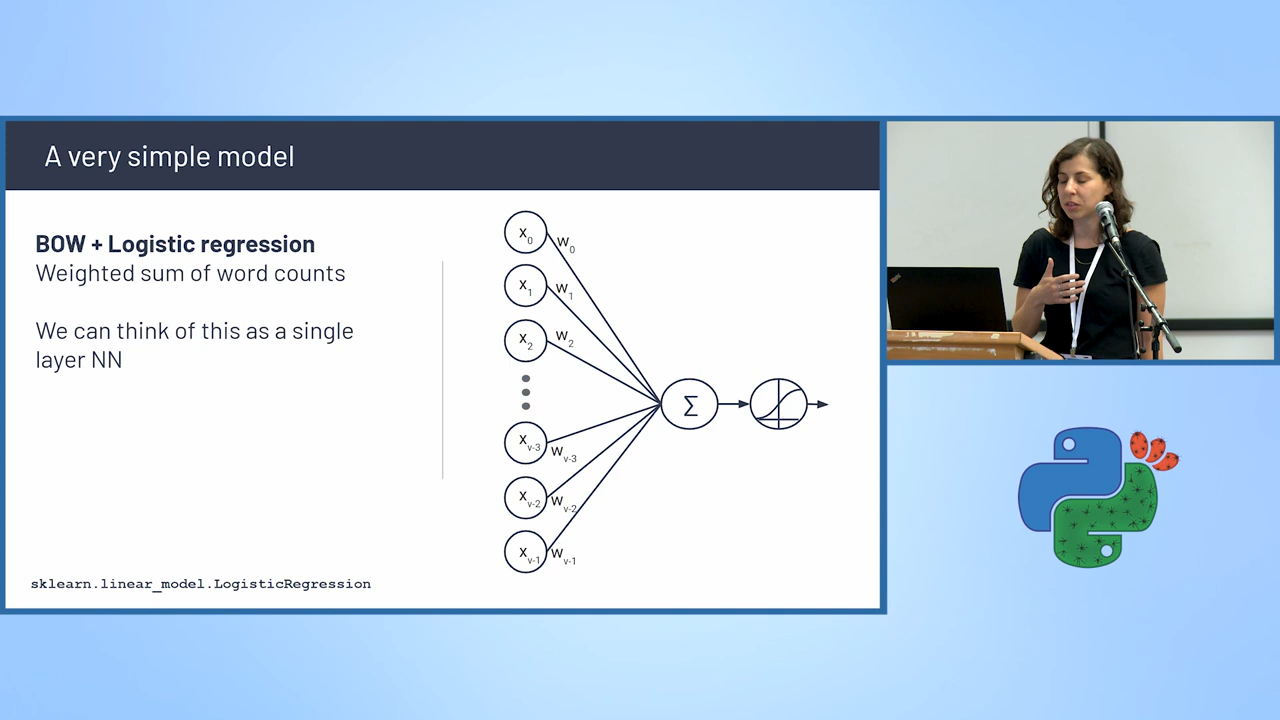 A very simple model
BOW + Logistic regression
Weighted sum of word counts
We can think of this as a single
layer NN
x0 w0
x1 w1
x2 w2
xv-3 wv-3
xv-2 wv-2
xv-1 wv-1
Σ
sklearn.linear_model.LogisticRegression